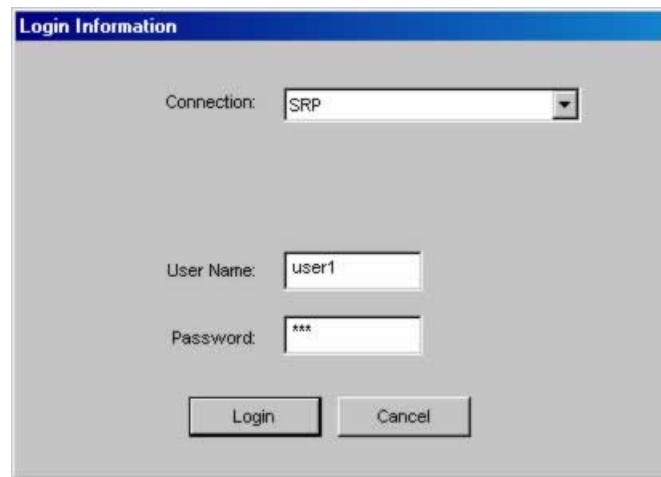 Login Information
Connection: SRP
User Name: user1
Password: ***
Login Cancel